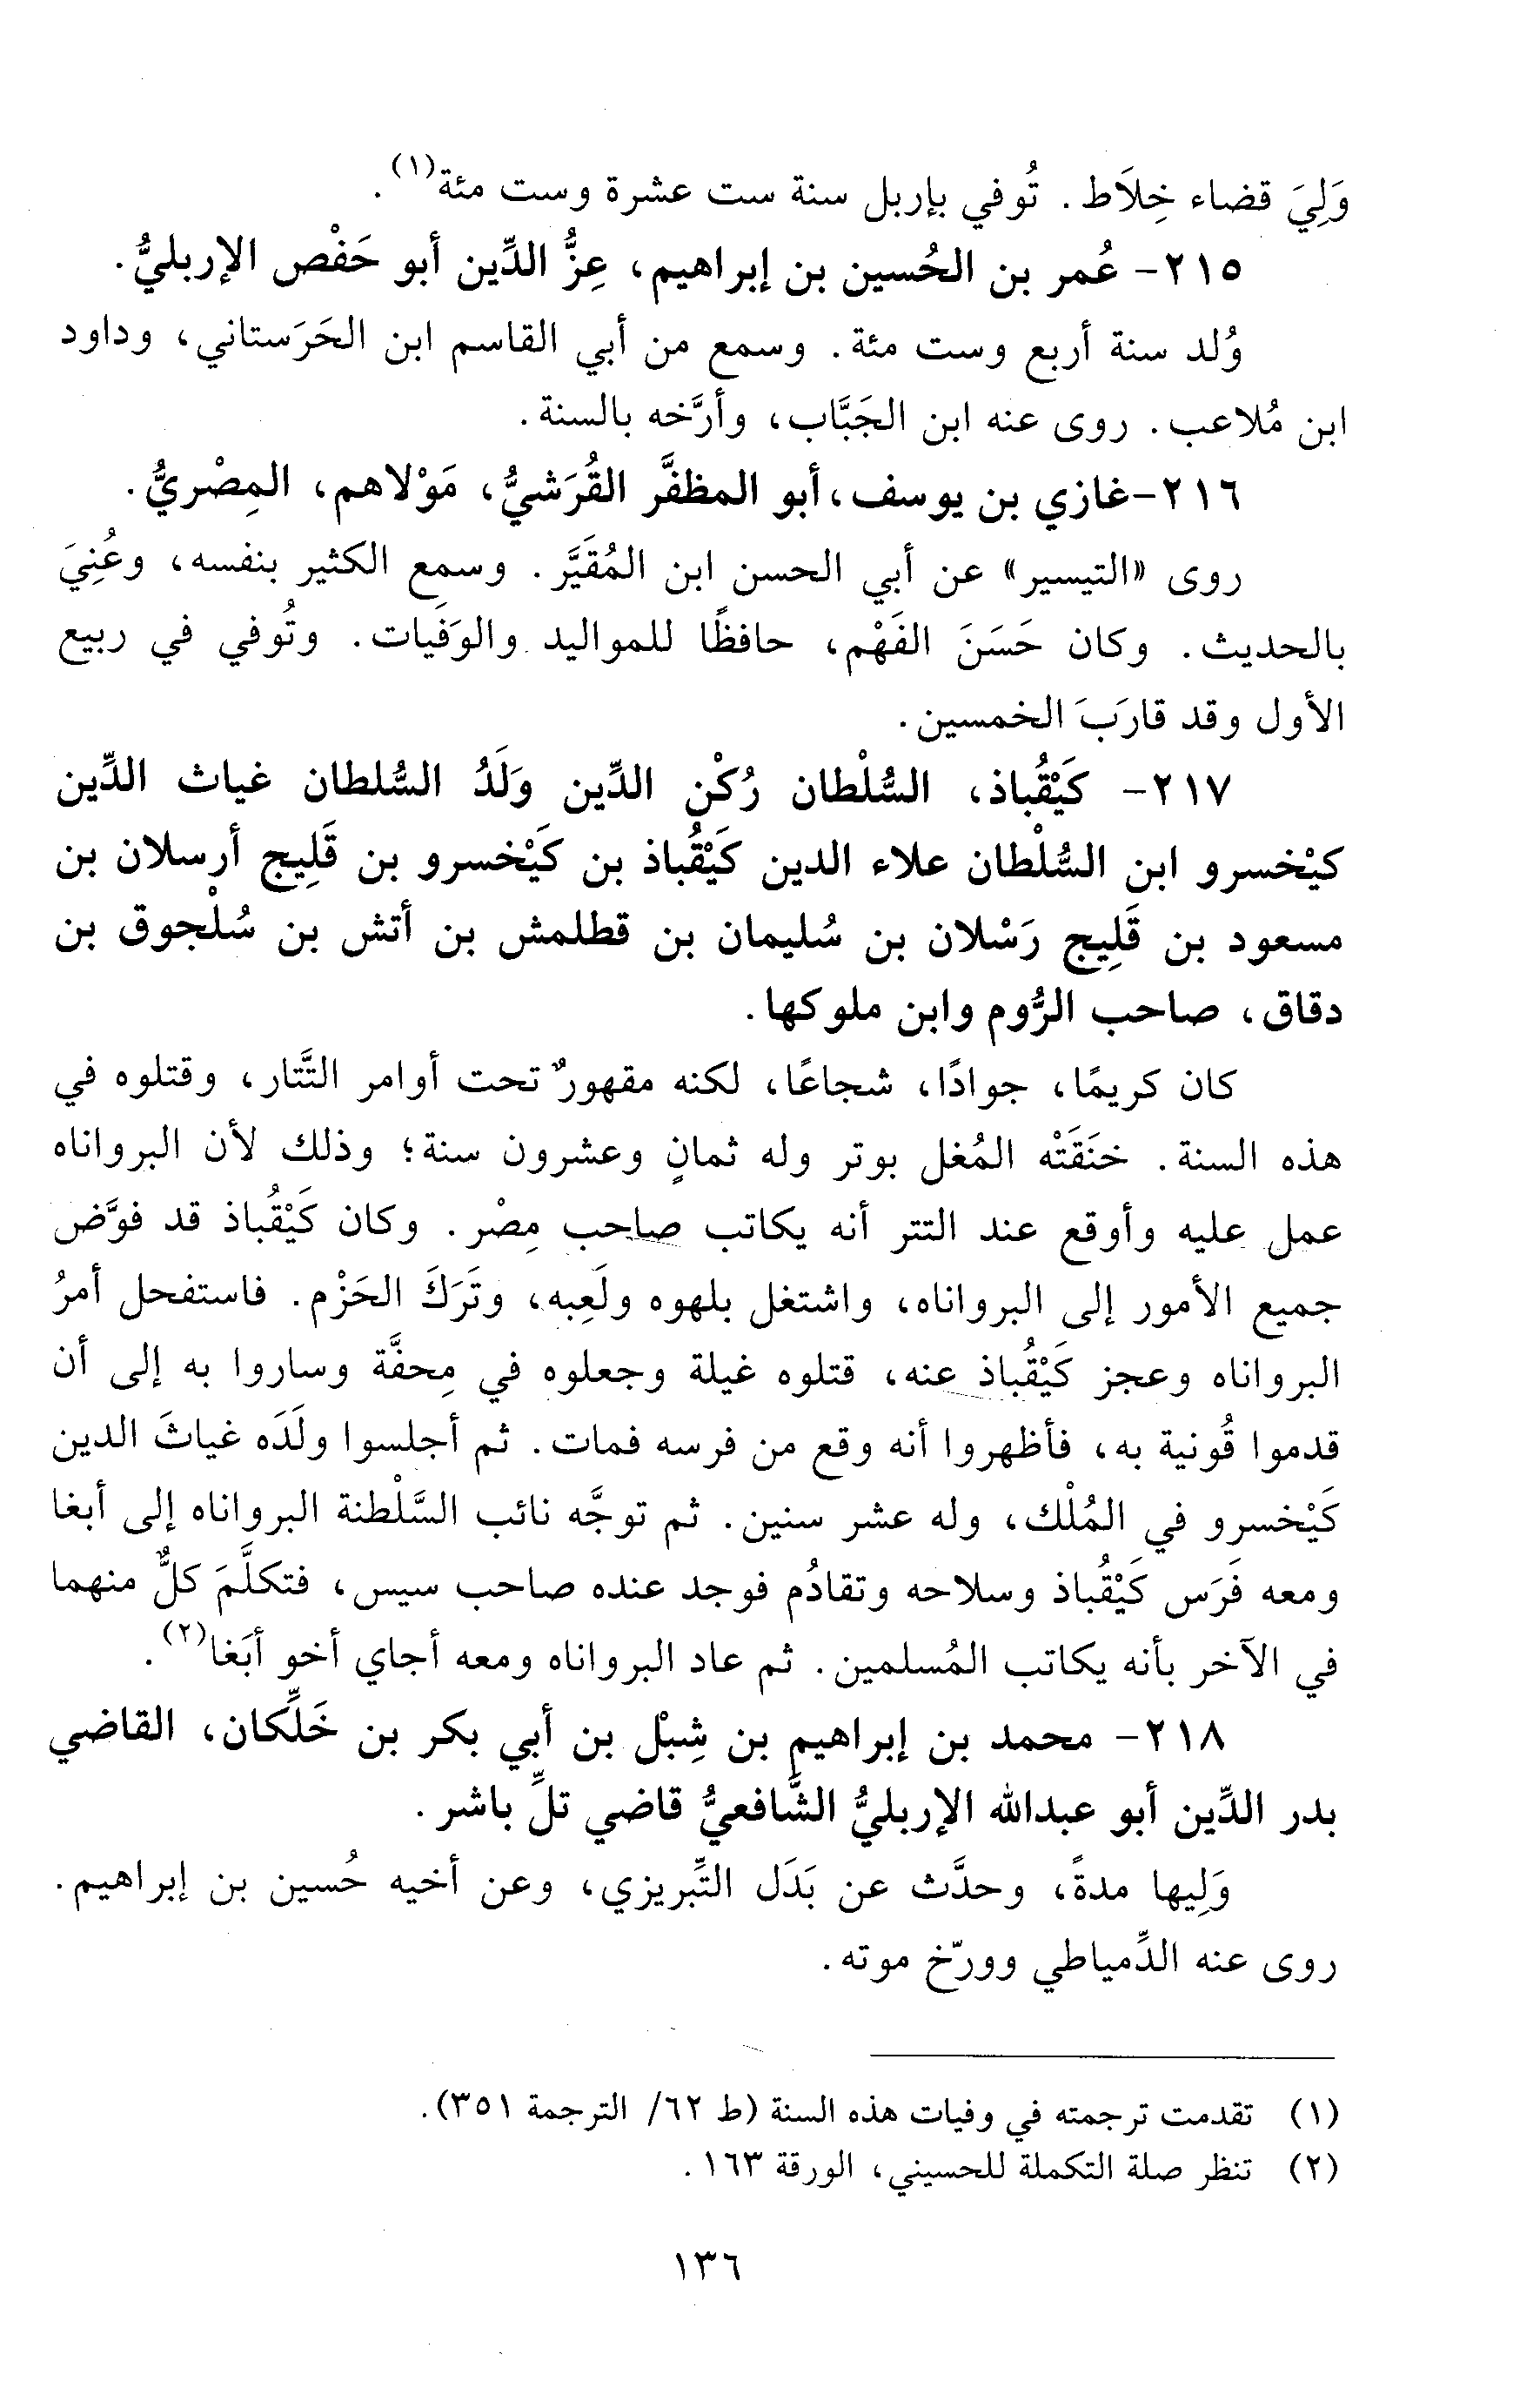 وَلِيَ قضاء خِلَاط. تُوفي بإربل سنة ست عشرة وست مئة(١).
٢١٥- عُمر بن الحُسين بن إبراهيم، عِزُّ الدِّين أبو حَفْص الإربليُّ.
وُلد سنة أربع وست مئة. وسمع من أبي القاسم ابن الحَرَستاني، وداود
ابن مُلاعب. روى عنه ابن الجَبَّاب، وأرَّخه بالسنة.
٢١٦-غازي بن يوسف، أبو المظفَّر القُرَشيُّ، مَوْلاهم، المِصْريُّ.
روى «التيسير» عن أبي الحسن ابن المُقَيَّر. وسمع الكثير بنفسه، وعُنِيَ
بالحديث. وكان حَسَنَ الفَهْم، حافظًا للمواليد والوَفَيات. وتُوفي في ربيع
الأول وقد قارَبَ الخمسين.
٢١٧- كَيْقُباذ، السُّلْطان رُكْن الدِّين وَلَدُ السُّلطان غياث الدِّين
كيْخسرو ابن السُّلْطان علاء الدين كَيْقُباذ بن كَيْخسرو بن قَلِيج أرسلان بن
مسعود بن قَلِيج رَسْلان بن سُليمان بن قطلمش بن أتش بن سُلْجوق بن
دقاق، صاحب الرُّوم وابن ملوكها.
كان كريمًا، جوادًا، شجاعًا، لكنه مقهورٌ تحت أوامر التَّتار، وقتلوه في
هذه السنة. خنَقَتْه المُغل بوتر وله ثمانٍ وعشرون سنة؛ وذلك لأن البرواناه
عمل عليه وأوقع عند التتر أنه يكاتب صاحب مِصْر. وكان كَيْقُباذ قد فوَّض
جميع الأمور إلى البرواناه، واشتغل بلهوه ولَعِبه، وتَرَكَ الحَزْم. فاستفحل أمرُ
البرواناه وعجز كَيْقُباذ عنه، قتلوه غيلة وجعلوه في مِحفَّة وساروا به إلى أن
قدموا قُونية به، فأظهروا أنه وقع من فرسه فمات. ثم أجلسوا ولَدَه غياثَ الدين
كَيْخسرو في المُلْك، وله عشر سنين. ثم توجَّه نائب السَّلْطنة البرواناه إلى أبغا
ومعه فَرَس كَيْقُباذ وسلاحه وتقادُم فوجد عنده صاحب سيس، فتكلَّمَ كلٌّ منهما
في الآخر بأنه يكاتب المُسلمين. ثم عاد البرواناه ومعه أجاي أخو أبَغا(٢).
٢١٨- محمد بن إبراهيم بن شِبْل بن أبي بكر بن خَلِّكان، القاضي
بدر الدِّين أبو عبدالله الإربليُّ الشَّافعيُّ قاضي تلِّ باشر.
وَلِيها مدةً، وحدَّث عن بَدَل التِّبريزي، وعن أخيه حُسين بن إبراهيم.
روى عنه الدِّمياطي وورّخ موته.
(١) تقدمت ترجمته في وفيات هذه السنة (ط ٦٢/ الترجمة ٣٥١).
(٢) تنظر صلة التكملة للحسيني، الورقة ١٦٣.
١٣٦